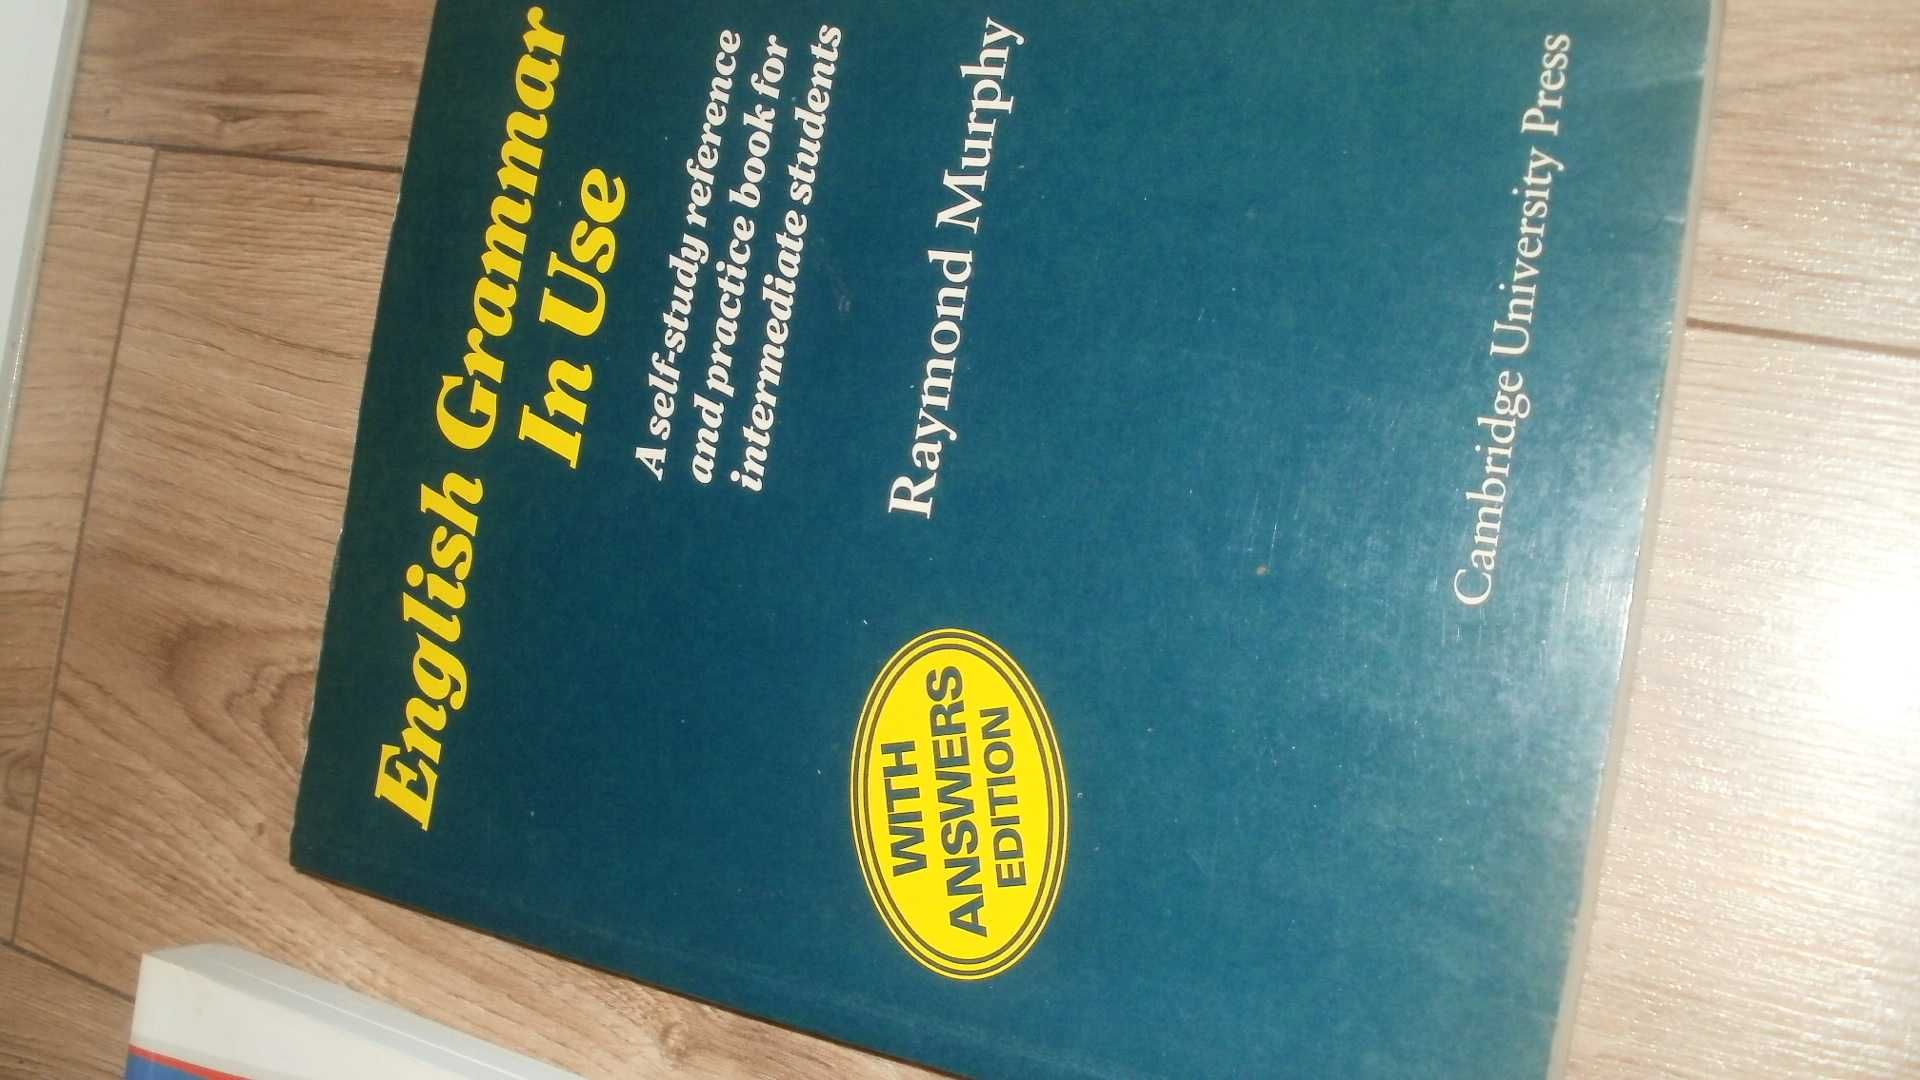 English Grammar
In Use
A self-study reference
and practice book for
intermediate students
Raymond Murphy
WITH
ANSWERS
EDITION
Cambridge University Press